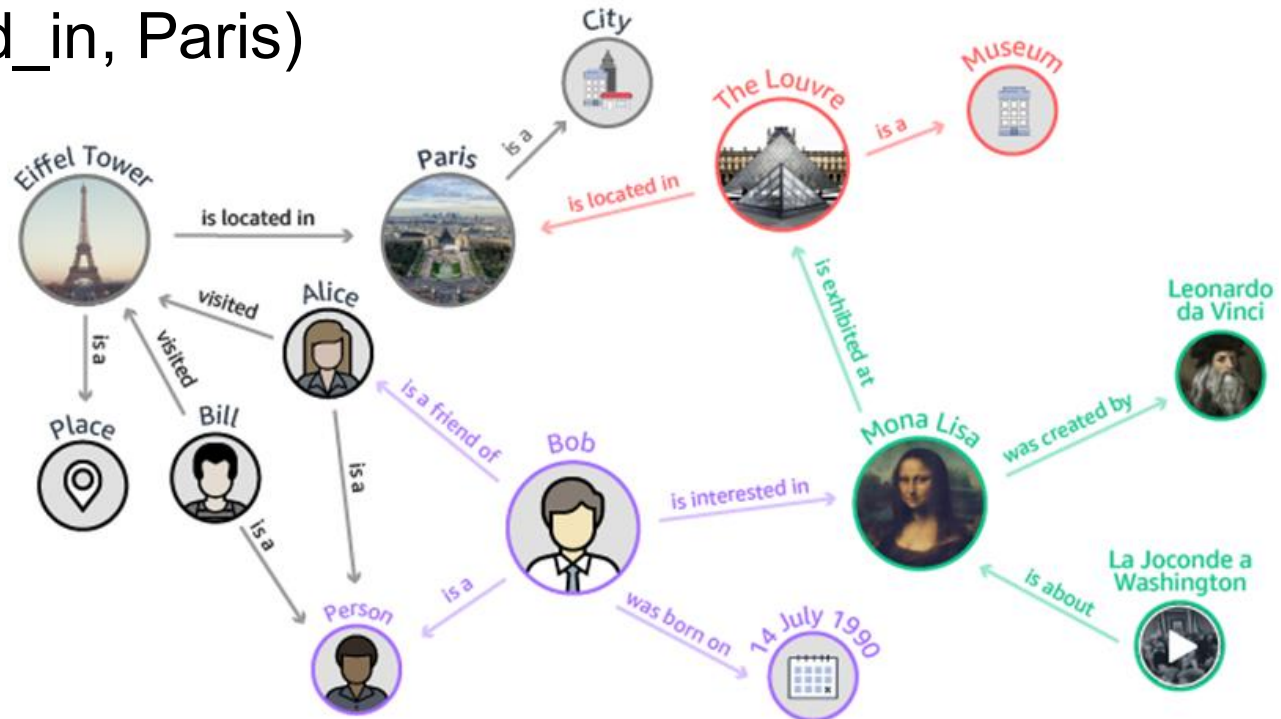 d_in, Paris)
City
Museum
The Louvre
is a
is a
Eiffel Tower
Paris
is located in
is located in
Alice
visited
is exhibited at
Leonardo
da Vinci
is a
visited
is a friend of
Place
Bill
Bob
Mona Lisa
was created by
is a
is interested in
is a
La Joconde a
Washington
is about
is a
was born on
Person
14 July 1990